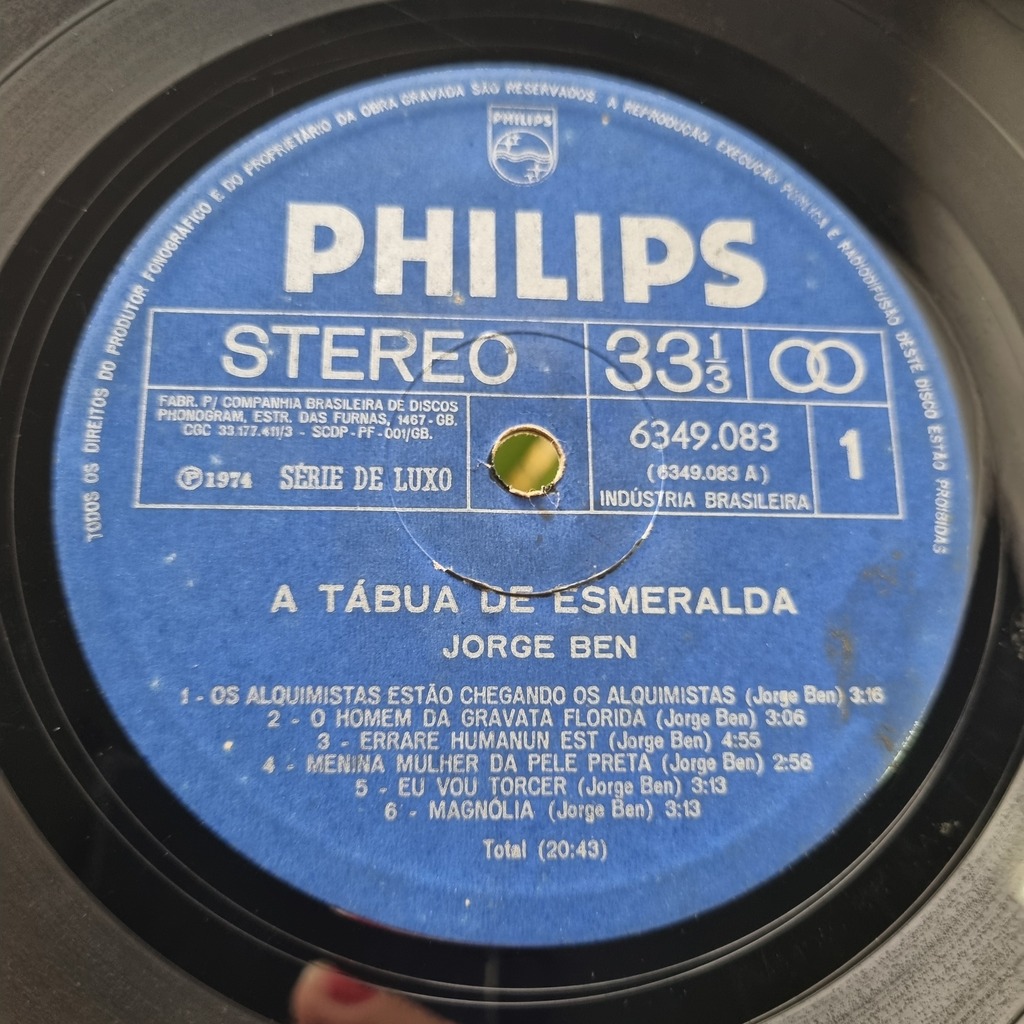 TODOS OS DIREITOS DO PRODUTOR FONOGRÁFICO E DO PROPRIETÁRIO DA OBRA GRAVADA SÃO RESERVADOS. A REPRODUÇÃO, EXECUÇÃO PÚBLICA E RADIODIFUSÃO DESTE DISCO ESTÃO PROIBIDAS
PHILIPS
PHILIPS
STEREO
33 1/3
FABR. P/ COMPANHIA BRASILEIRA DE DISCOS
PHONOGRAM, ESTR. DAS FURNAS, 1467-GB.
CGC 33.177.411/3 - SCDP-PF-001/GB.
Ⓟ1974 SÉRIE DE LUXO
6349.083
(6349.083 A)
INDÚSTRIA BRASILEIRA
1
A TÁBUA DE ESMERALDA
JORGE BEN
1 - OS ALQUIMISTAS ESTÃO CHEGANDO OS ALQUIMISTAS (Jorge Ben) 3:16
2 - O HOMEM DA GRAVATA FLORIDA (Jorge Ben) 3:06
3 - ERRARE HUMANUN EST (Jorge Ben) 4:55
4 - MENINA MULHER DA PELE PRETA (Jorge Ben) 2:56
5 - EU VOU TORCER (Jorge Ben) 3:13
6 - MAGNÓLIA (Jorge Ben) 3:13
Total (20:43)